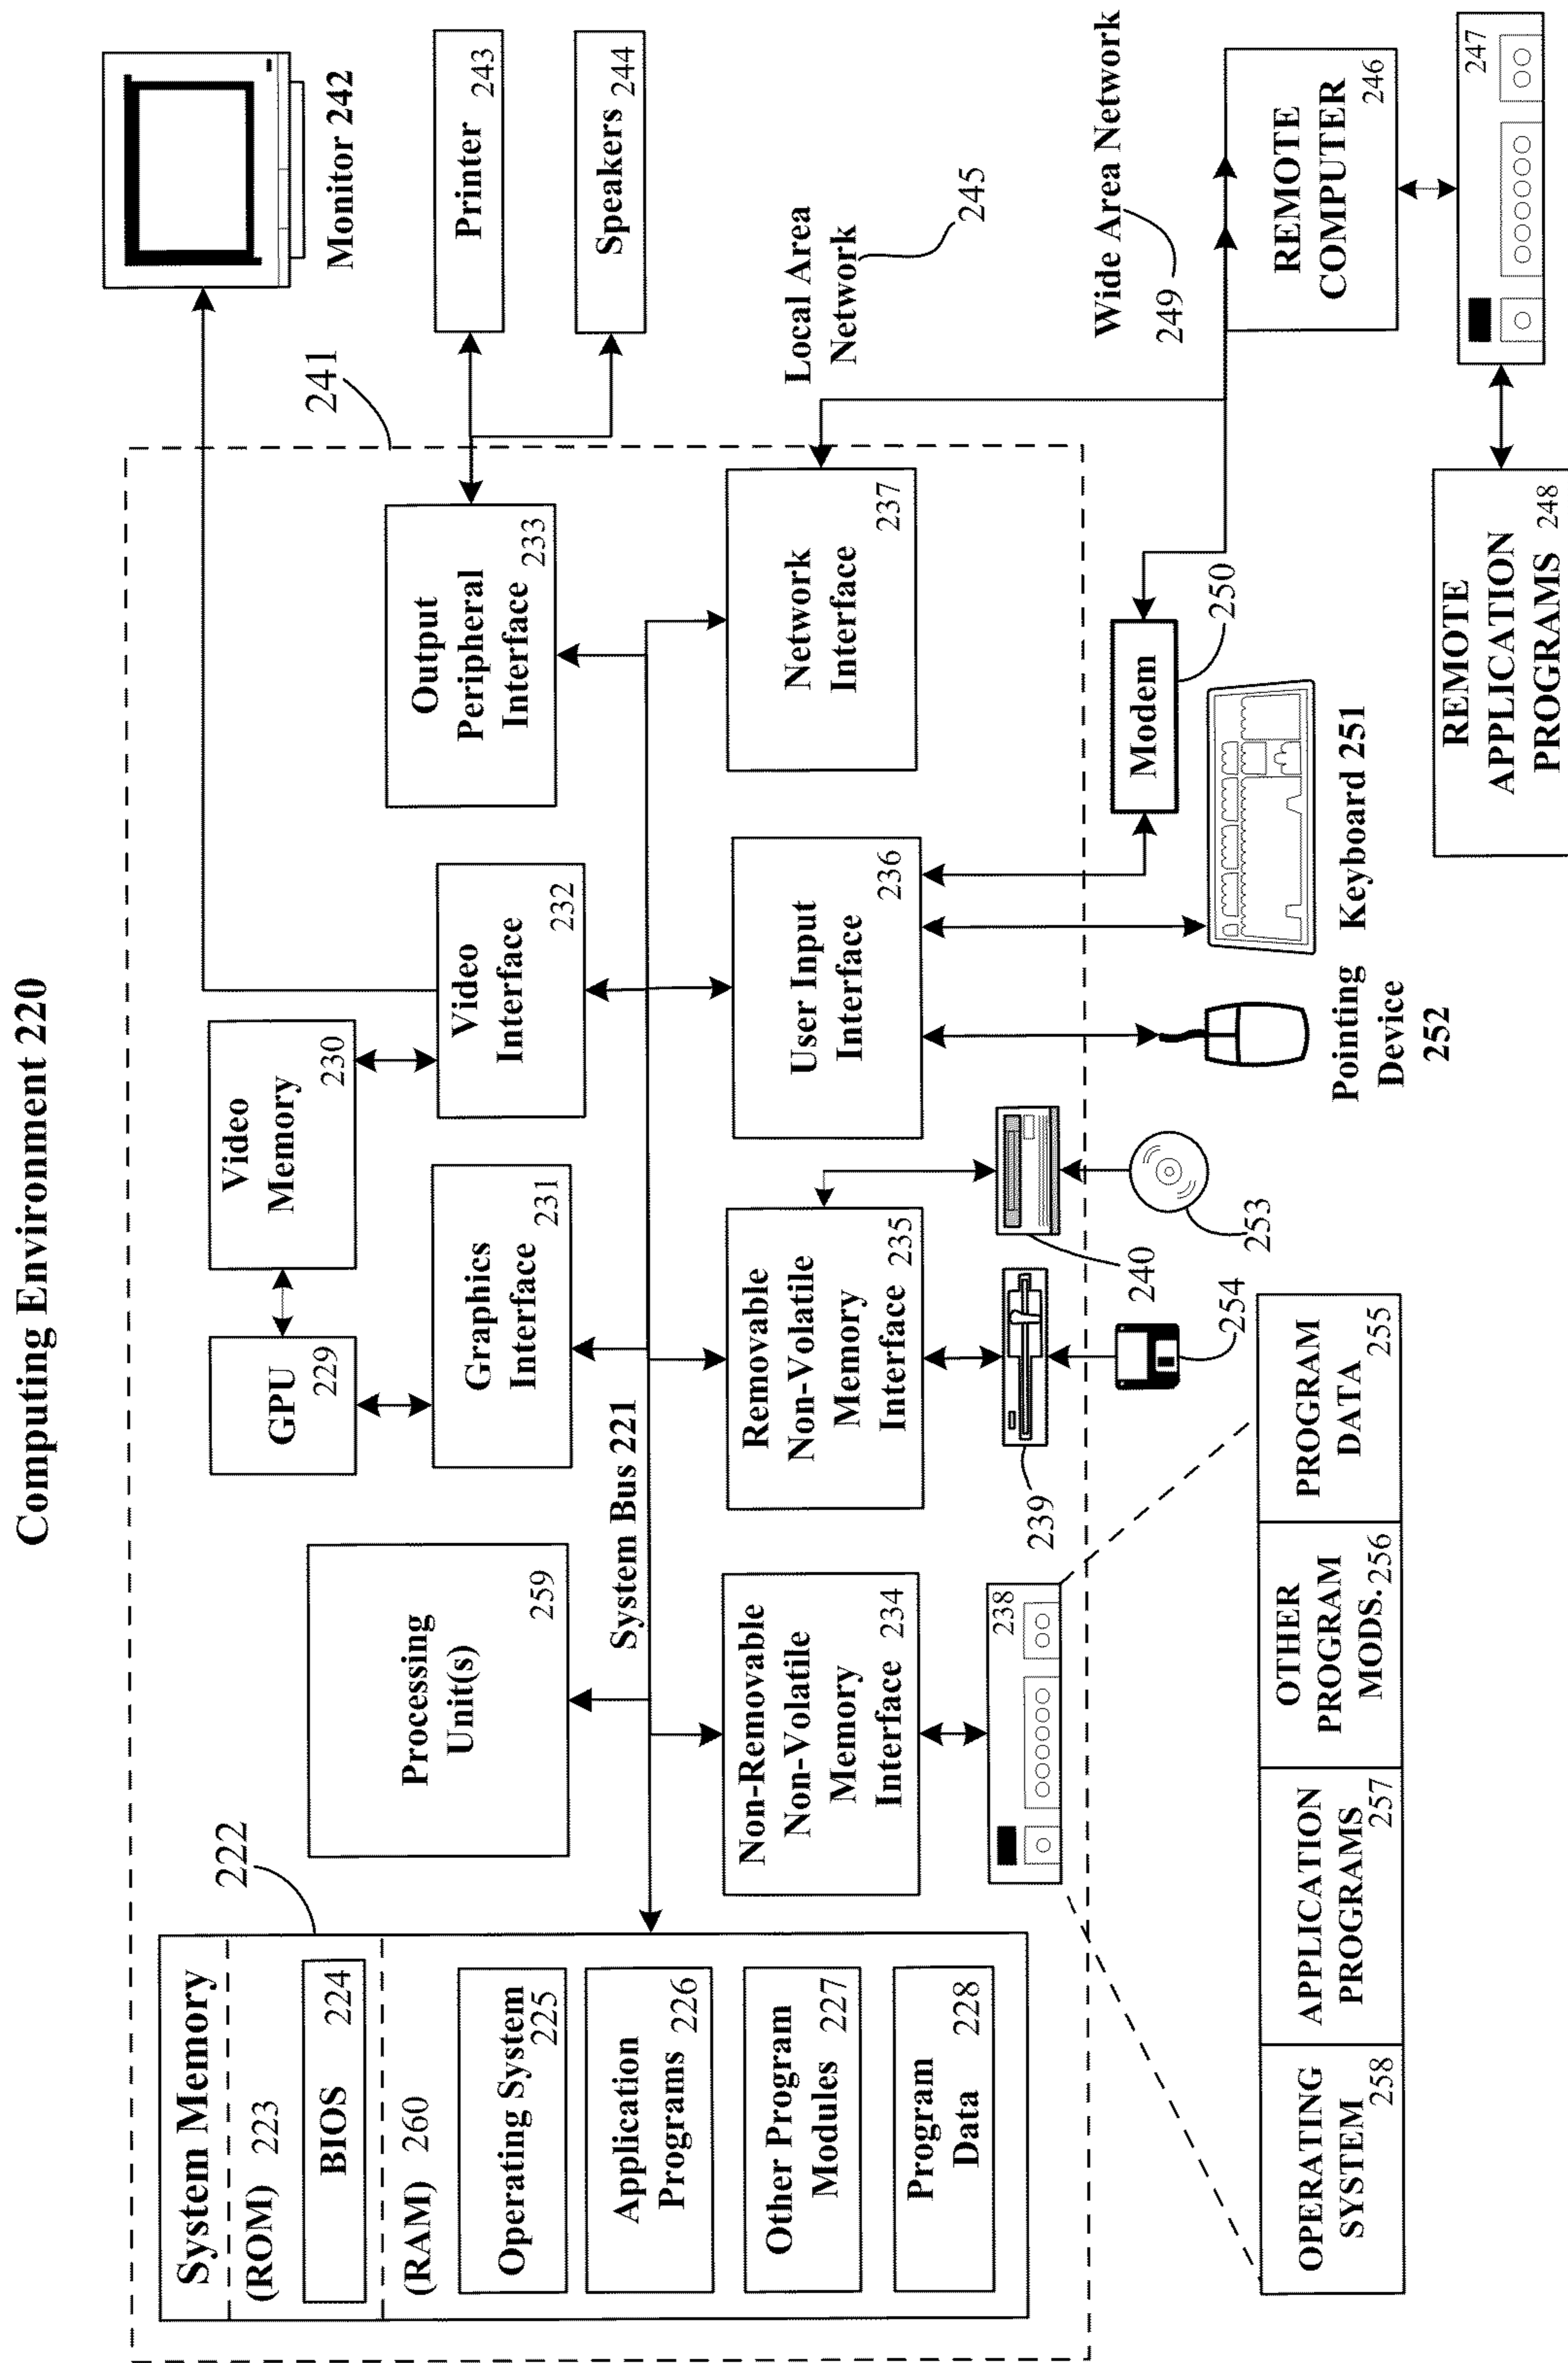 Computing Environment 220
System Memory
(ROM) 223
BIOS
224
(RAM) 260
Operating System
225
Application
Programs 226
Other Program
Modules 227
Program
Data
228
222
Processing
Unit(s)
259
System Bus 221
GPU
229
Video
Memory
230
Graphics
Interface
231
Video
Interface
232
Output
Peripheral
Interface
233
241
Monitor 242
Printer
243
Speakers
244
Non-Removable
Non-Volatile
Memory
Interface 234
Removable
Non-Volatile
Memory
Interface 235
User Input
Interface
236
Network
Interface
237
Local Area
Network
245
238
239
240
254
253
Modem
250
Wide Area Network
249
REMOTE
COMPUTER
246
247
Pointing
Device
252
Keyboard 251
OPERATING
SYSTEM
258
APPLICATION
PROGRAMS
257
OTHER
PROGRAM
MODS. 256
PROGRAM
DATA
255
REMOTE
APPLICATION
PROGRAMS 248